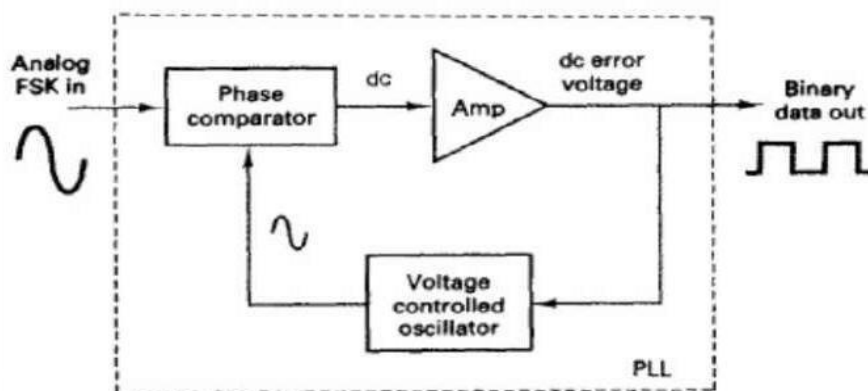 Analog
FSK in
Phase
comparator
dc
Amp
dc error
voltage
Binary
data out
Voltage
controlled
oscillator
PLL